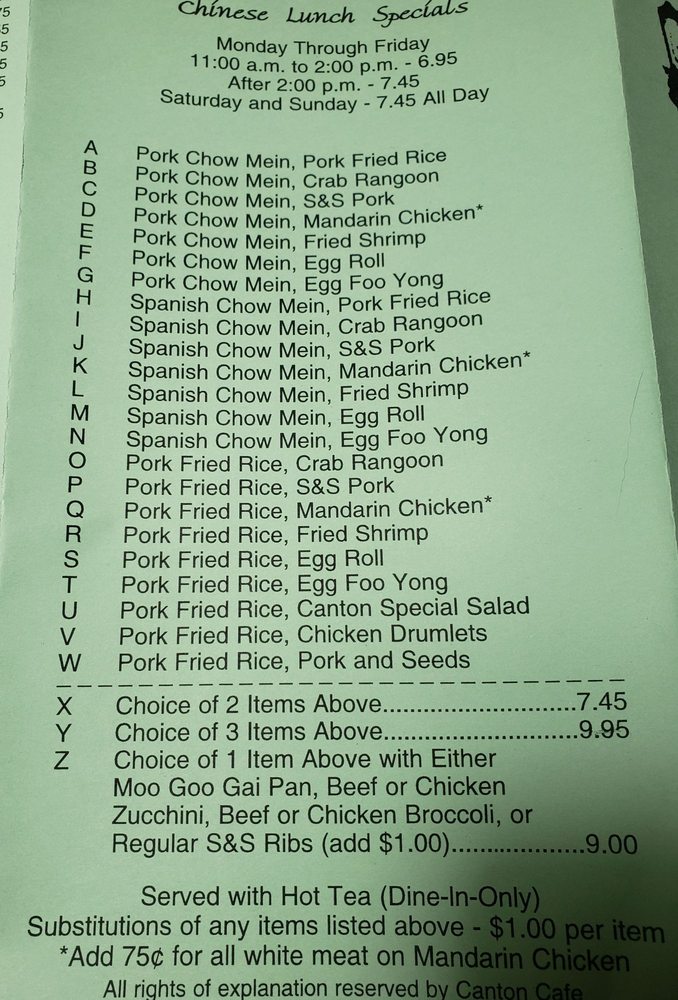 Chinese Lunch Specials
Monday Through Friday
11:00 a.m. to 2:00 p.m. - 6.95
After 2:00 p.m. - 7.45
Saturday and Sunday - 7.45 All Day
A Pork Chow Mein, Pork Fried Rice
B Pork Chow Mein, Crab Rangoon
C Pork Chow Mein, S&S Pork
D Pork Chow Mein, Mandarin Chicken*
E Pork Chow Mein, Fried Shrimp
F Pork Chow Mein, Egg Roll
G Pork Chow Mein, Egg Foo Yong
H Spanish Chow Mein, Pork Fried Rice
I Spanish Chow Mein, Crab Rangoon
J Spanish Chow Mein, S&S Pork
K Spanish Chow Mein, Mandarin Chicken*
L Spanish Chow Mein, Fried Shrimp
M Spanish Chow Mein, Egg Roll
N Spanish Chow Mein, Egg Foo Yong
O Pork Fried Rice, Crab Rangoon
P Pork Fried Rice, S&S Pork
Q Pork Fried Rice, Mandarin Chicken*
R Pork Fried Rice, Fried Shrimp
S Pork Fried Rice, Egg Roll
T Pork Fried Rice, Egg Foo Yong
U Pork Fried Rice, Canton Special Salad
V Pork Fried Rice, Chicken Drumlets
W Pork Fried Rice, Pork and Seeds
X Choice of 2 Items Above.............................7.45
Y Choice of 3 Items Above.............................9.95
Z Choice of 1 Item Above with Either
Moo Goo Gai Pan, Beef or Chicken
Zucchini, Beef or Chicken Broccoli, or
Regular S&S Ribs (add $1.00)....................9.00
Served with Hot Tea (Dine-In-Only)
Substitutions of any items listed above - $1.00 per item
*Add 75¢ for all white meat on Mandarin Chicken
All rights of explanation reserved by Canton Cafe